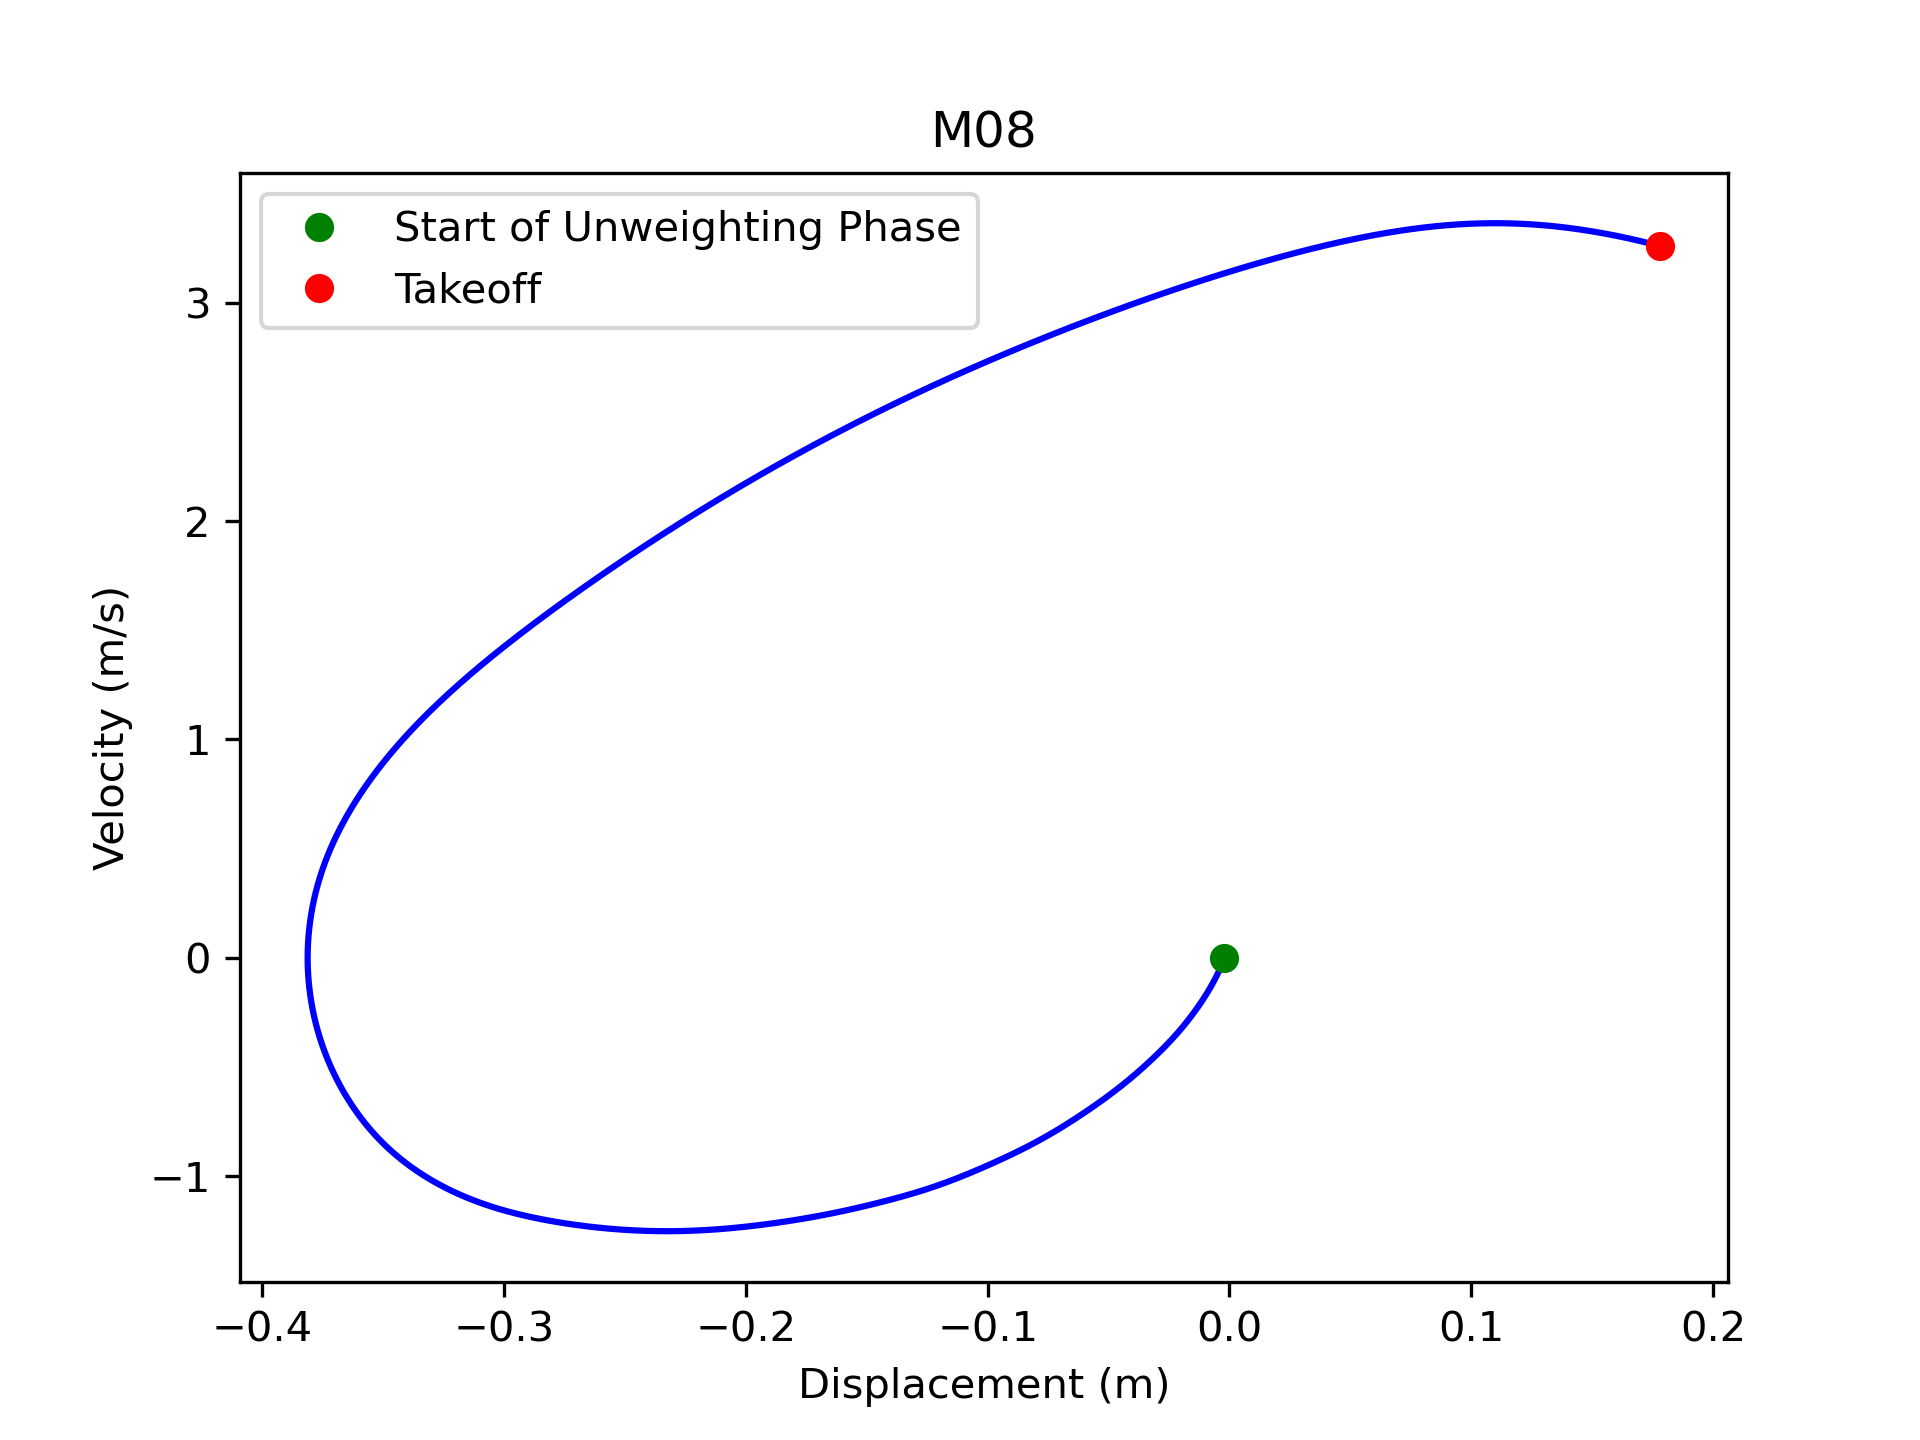 M08
Start of Unweighting Phase
Takeoff
3
2
1
0
−1
Velocity (m/s)
−0.4 −0.3 −0.2 −0.1 0.0 0.1 0.2
Displacement (m)